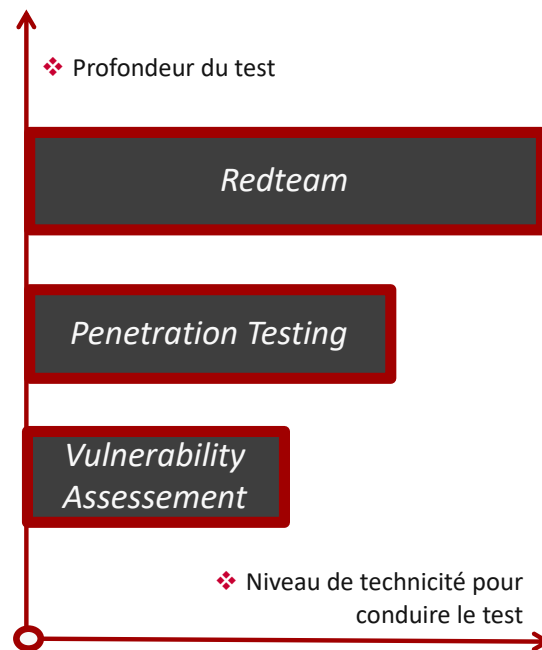 ❖ Profondeur du test
Redteam
Penetration Testing
Vulnerability
Assessement
❖ Niveau de technicité pour
conduire le test